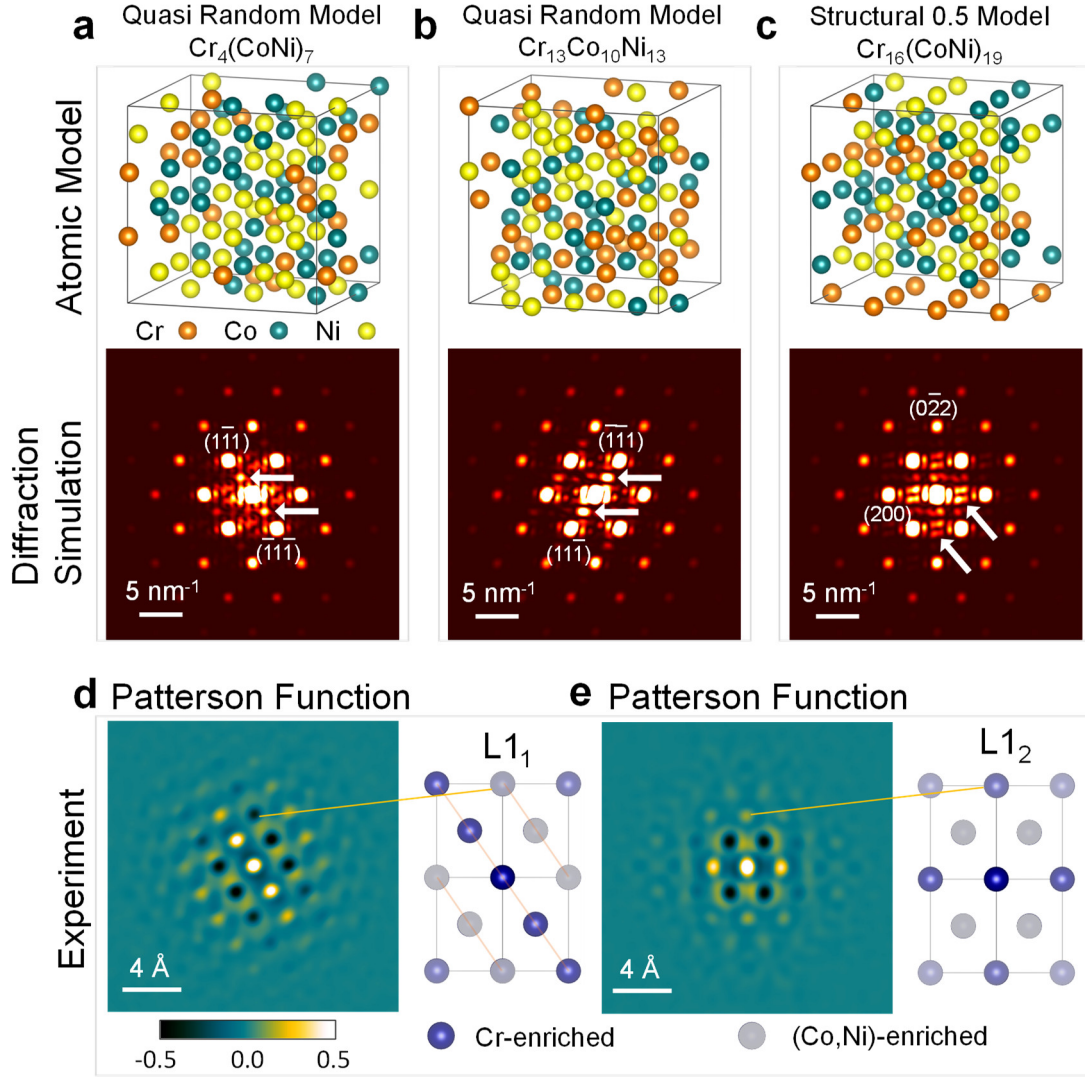 a Quasi Random Model
Cr₄(CoNi)₇
b Quasi Random Model
Cr₁₃Co₁₀Ni₁₃
c Structural 0.5 Model
Cr₁₆(CoNi)₁₉
Atomic Model
Cr Co Ni
Diffraction
Simulation
(11̅1)
(1̅11̅)
5 nm⁻¹
(1̅1̅1)
(111̅)
5 nm⁻¹
(02̅2)
(200)
5 nm⁻¹
d Patterson Function
e Patterson Function
L1₁
L1₂
Experiment
4 Å
4 Å
-0.5 0.0 0.5
Cr-enriched
(Co,Ni)-enriched